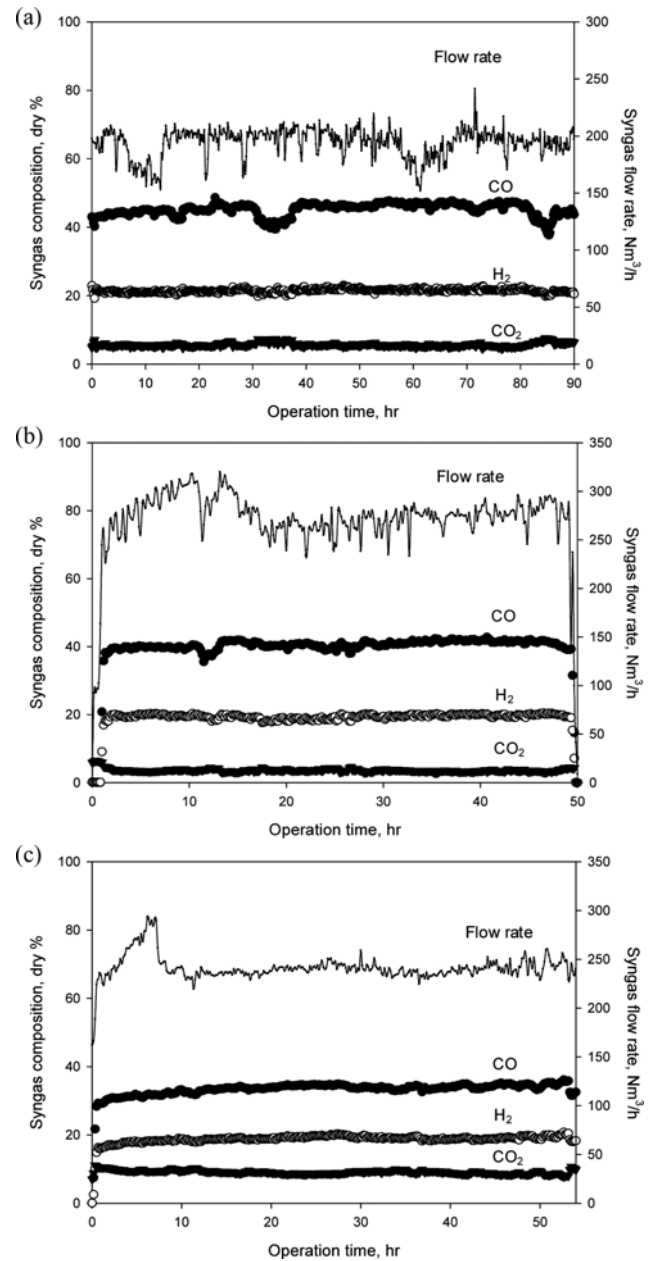 (a)
100
80
60
40
20
0
Syngas composition, dry %
Flow rate
CO
H2
CO2
300
250
200
150
100
50
0
Syngas flow rate, Nm3/h
0 10 20 30 40 50 60 70 80 90
Operation time, hr
(b)
100
80
60
40
20
0
Syngas composition, dry %
Flow rate
CO
H2
CO2
350
300
250
200
150
100
50
0
Syngas flow rate, Nm3/h
0 10 20 30 40 50
Operation time, hr
(c)
100
80
60
40
20
0
Syngas composition, dry %
Flow rate
CO
H2
CO2
350
300
250
200
150
100
50
0
Syngas flow rate, Nm3/h
0 10 20 30 40 50
Operation time, hr